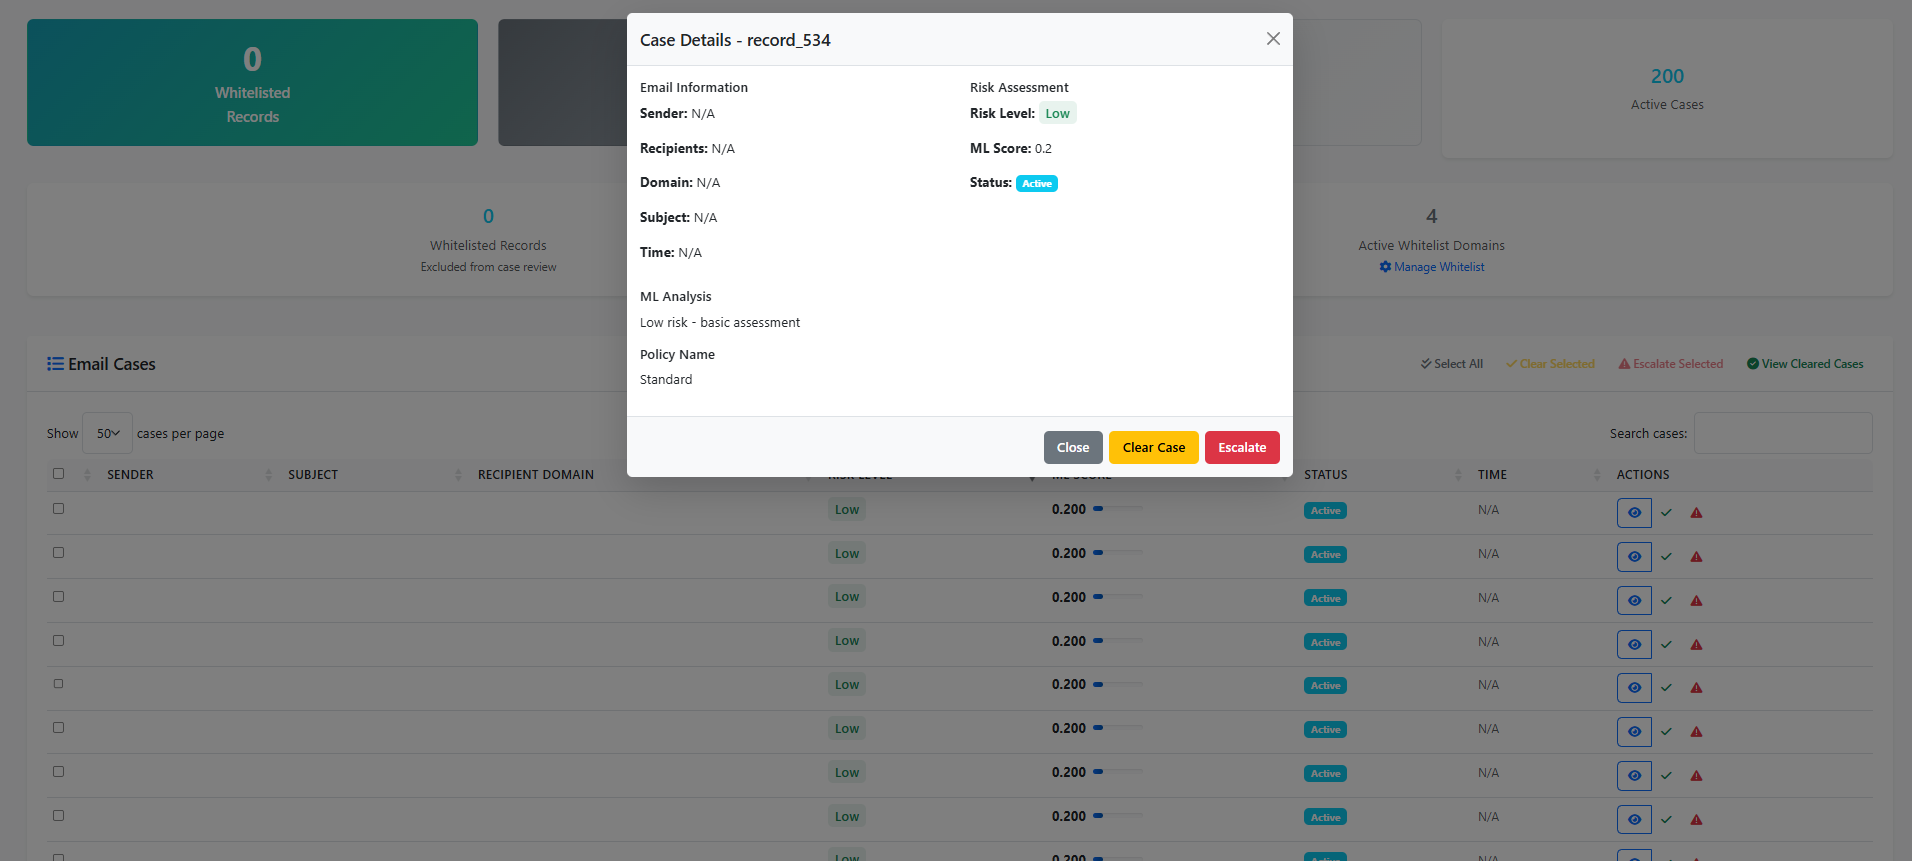 0
Whitelisted
Records
200
Active Cases
0
Whitelisted Records
Excluded from case review
4
Active Whitelist Domains
Manage Whitelist
Case Details - record_534
Email Information
Sender: N/A
Recipients: N/A
Domain: N/A
Subject: N/A
Time: N/A
Risk Assessment
Risk Level: Low
ML Score: 0.2
Status: Active
ML Analysis
Low risk - basic assessment
Policy Name
Standard
Close Clear Case Escalate
Email Cases
Select All Clear Selected Escalate Selected View Cleared Cases
Show 50 cases per page
Search cases:
SENDER SUBJECT RECIPIENT DOMAIN RISK LEVEL ML SCORE STATUS TIME ACTIONS
Low 0.200 Active N/A
Low 0.200 Active N/A
Low 0.200 Active N/A
Low 0.200 Active N/A
Low 0.200 Active N/A
Low 0.200 Active N/A
Low 0.200 Active N/A
Low 0.200 Active N/A
Low 0.200 Active